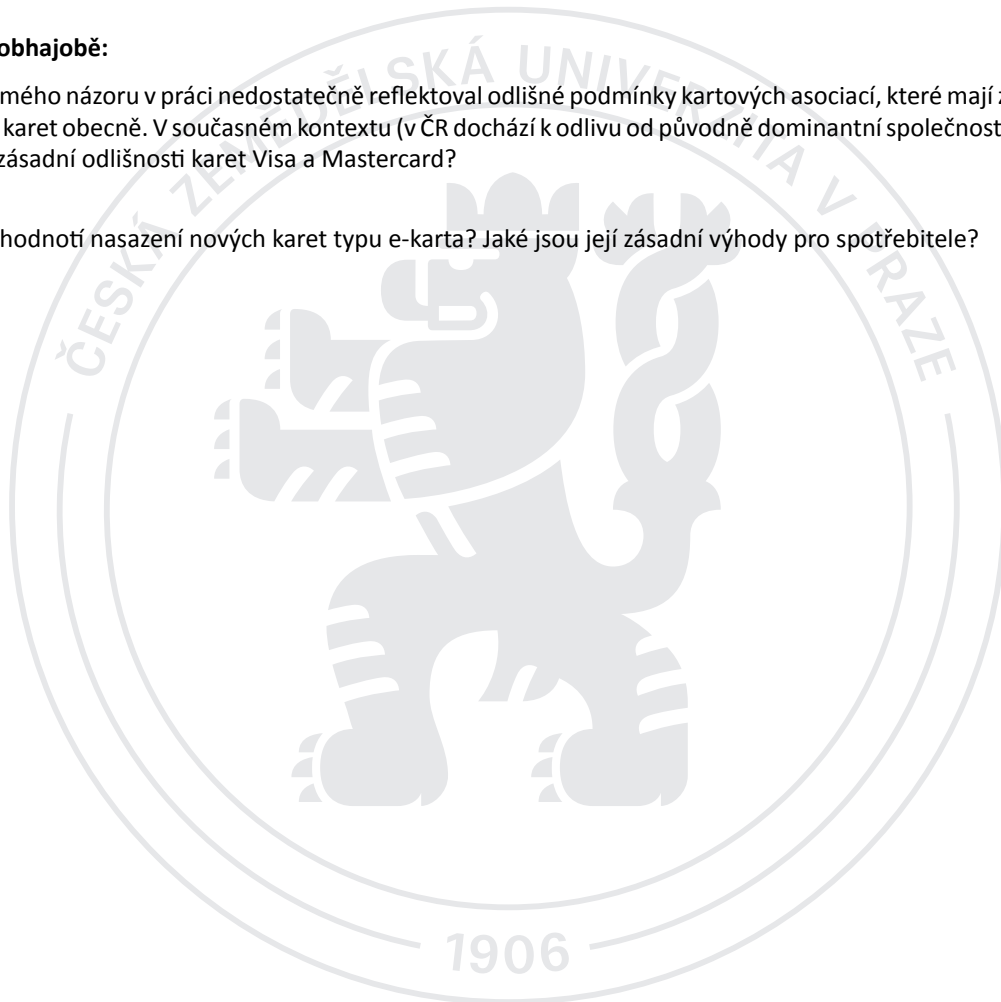 obhajobě:
mého názoru v práci nedostatečně reflektoval odlišné podmínky kartových asociací, které mají
karet obecně. V současném kontextu (v ČR dochází k odlivu od původně dominantní společnost
zásadní odlišnosti karet Visa a Mastercard?
hodnotí nasazení nových karet typu e-karta? Jaké jsou její zásadní výhody pro spotřebitele?
ČESKÁ ZEMĚDĚLSKÁ UNIVERZITA V PRAZE
1906